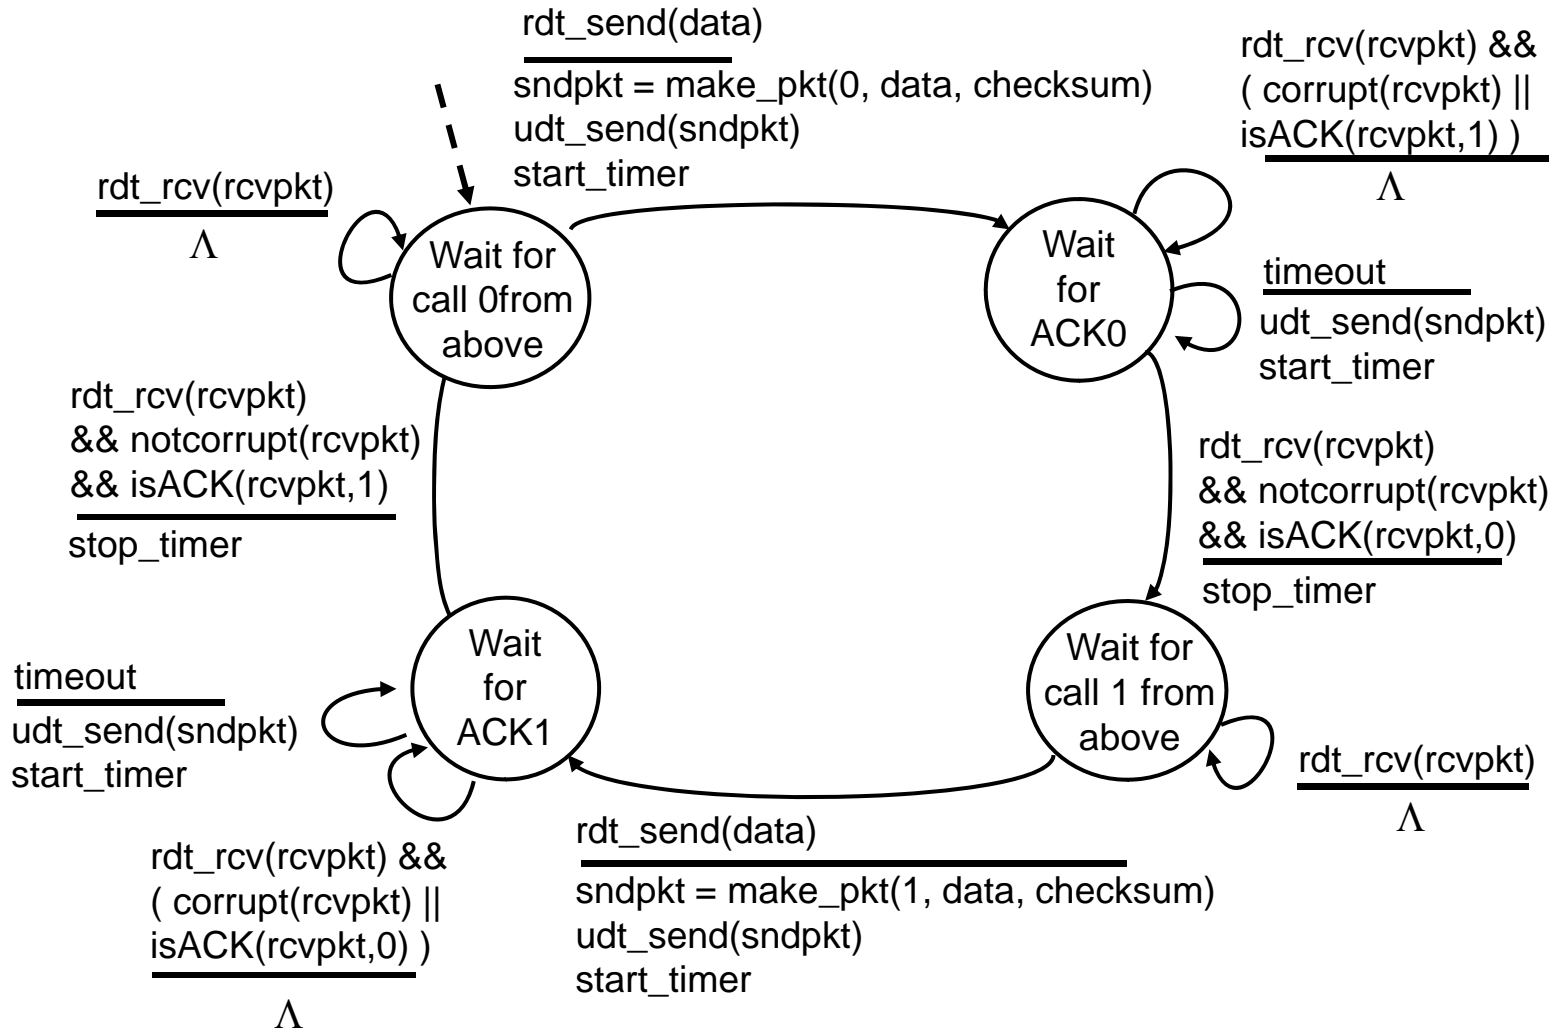 rdt_send(data)
sndpkt = make_pkt(0, data, checksum)
udt_send(sndpkt)
start_timer
rdt_rcv(rcvpkt) &&
( corrupt(rcvpkt) ||
isACK(rcvpkt,1) )
Λ
rdt_rcv(rcvpkt)
Λ
Wait for
call 0from
above
Wait
for
ACK0
timeout
udt_send(sndpkt)
start_timer
rdt_rcv(rcvpkt)
&& notcorrupt(rcvpkt)
&& isACK(rcvpkt,1)
stop_timer
rdt_rcv(rcvpkt)
&& notcorrupt(rcvpkt)
&& isACK(rcvpkt,0)
stop_timer
Wait
for
ACK1
Wait for
call 1 from
above
timeout
udt_send(sndpkt)
start_timer
rdt_rcv(rcvpkt)
Λ
rdt_rcv(rcvpkt) &&
( corrupt(rcvpkt) ||
isACK(rcvpkt,0) )
Λ
rdt_send(data)
sndpkt = make_pkt(1, data, checksum)
udt_send(sndpkt)
start_timer